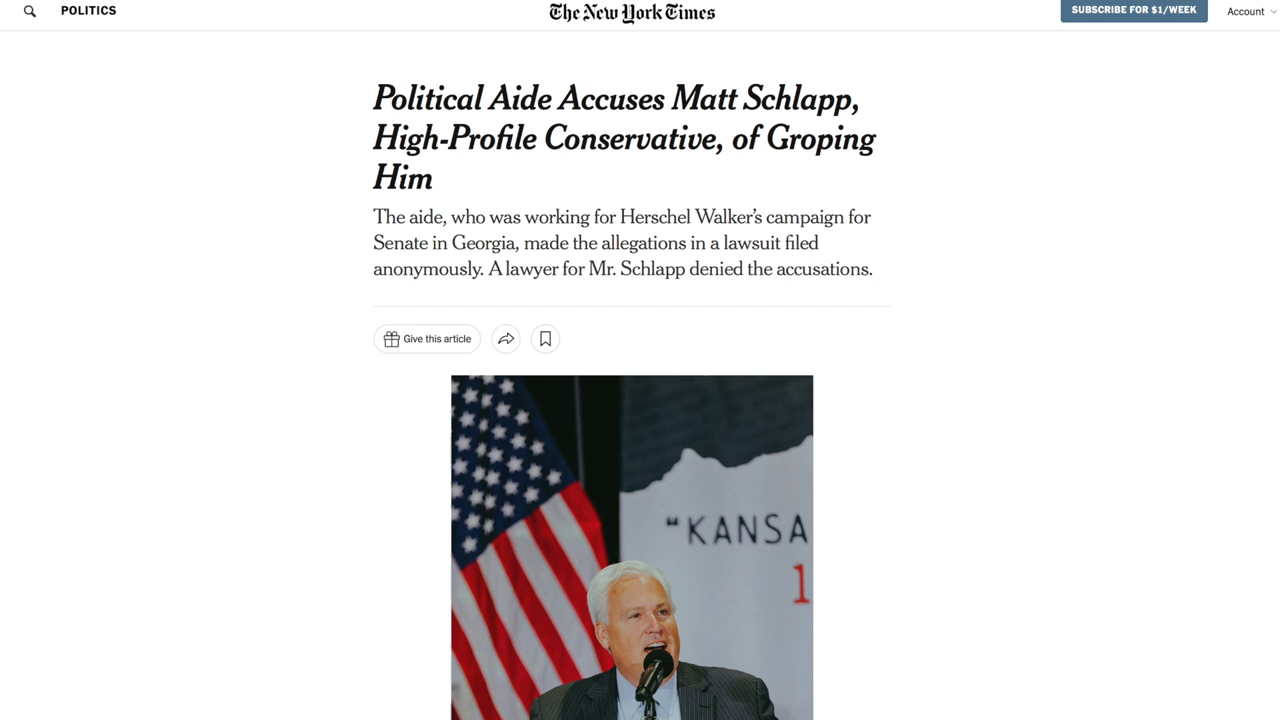 POLITICS
The New York Times
SUBSCRIBE FOR $1/WEEK
Account
Political Aide Accuses Matt Schlapp,
High-Profile Conservative, of Groping
Him
The aide, who was working for Herschel Walker’s campaign for
Senate in Georgia, made the allegations in a lawsuit filed
anonymously. A lawyer for Mr. Schlapp denied the accusations.
Give this article
“KANSA
1